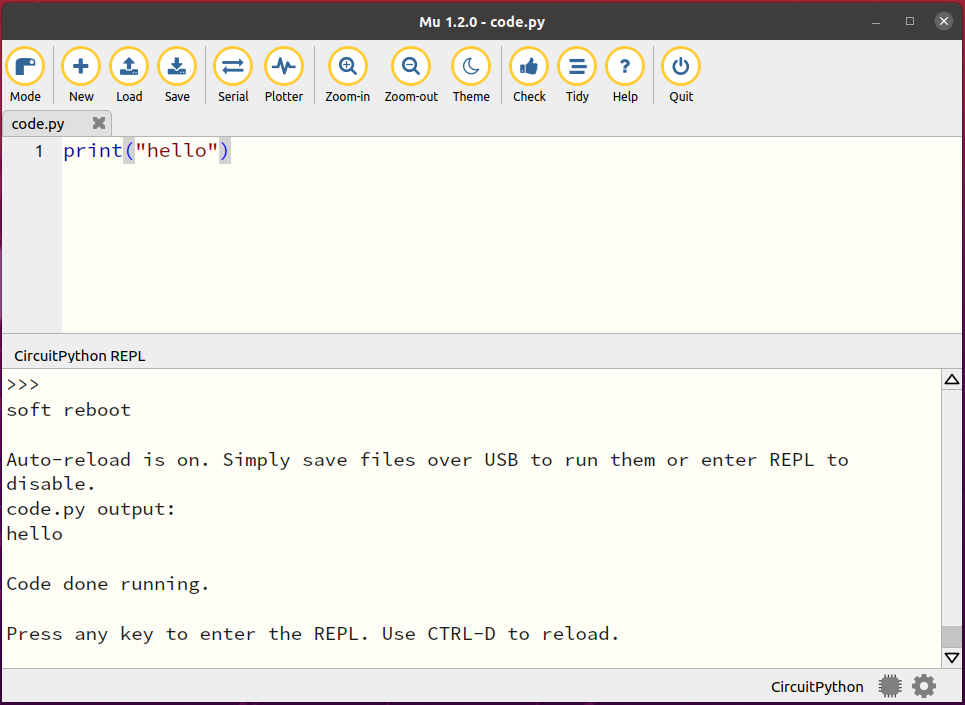 Mu 1.2.0 - code.py
Mode New Load Save Serial Plotter Zoom-in Zoom-out Theme Check Tidy Help Quit
code.py
1 print("hello")
CircuitPython REPL
>>>
soft reboot
Auto-reload is on. Simply save files over USB to run them or enter REPL to
disable.
code.py output:
hello
Code done running.
Press any key to enter the REPL. Use CTRL-D to reload.
CircuitPython